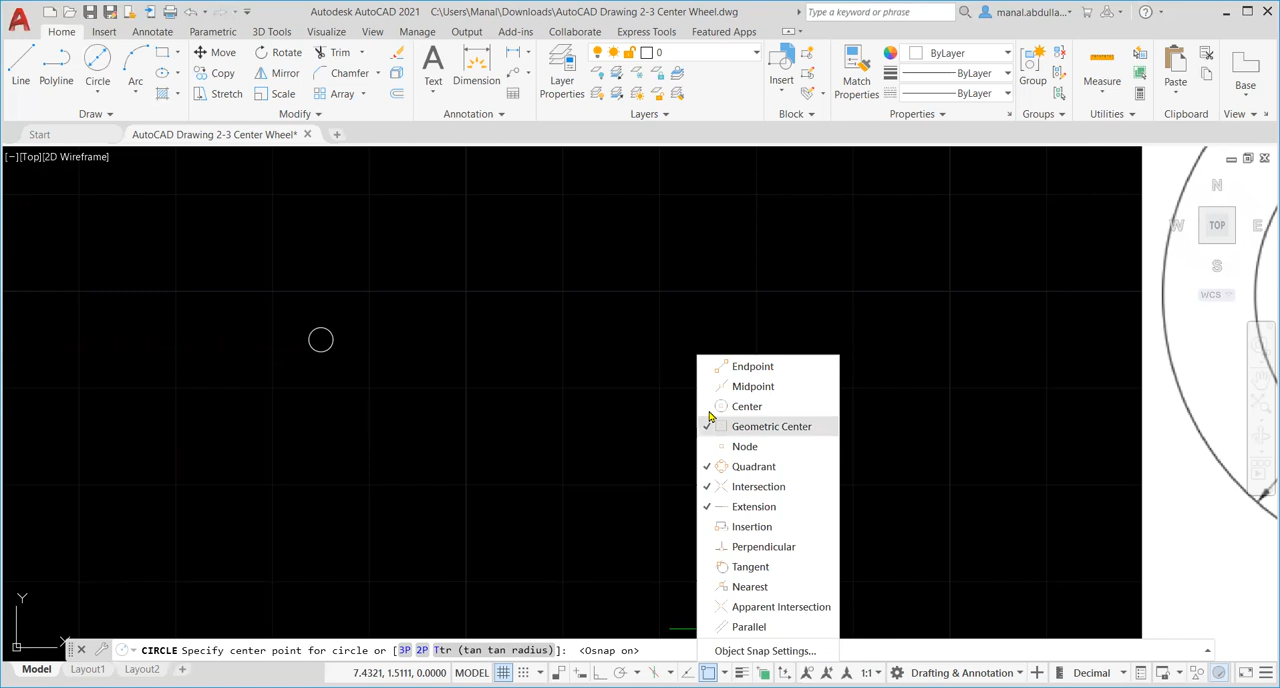 Autodesk AutoCAD 2021 C:\Users\Manal\Downloads\AutoCAD Drawing 2-3 Center Wheel.dwg Type a keyword or phrase manal.abdulla...
Home Insert Annotate Parametric 3D Tools Visualize View Manage Output Add-ins Collaborate Express Tools Featured Apps
Line Polyline Circle Arc
Move Rotate Trim
Copy Mirror Chamfer
Stretch Scale Array
Text Dimension
Layer Properties
0
Insert
Match Properties
ByLayer
ByLayer
ByLayer
Group Measure Paste Base
Draw Modify Annotation Layers Block Properties Groups Utilities Clipboard View
Start AutoCAD Drawing 2-3 Center Wheel*
[−][Top][2D Wireframe]
N
W TOP E
S
WCS
Endpoint
Midpoint
Center
Geometric Center
Node
Quadrant
Intersection
Extension
Insertion
Perpendicular
Tangent
Nearest
Apparent Intersection
Parallel
Object Snap Settings...
Y
X
CIRCLE Specify center point for circle or [3P 2P Ttr (tan tan radius)]: <Osnap on>
Model Layout1 Layout2
7.4321, 1.5111, 0.0000 MODEL 1:1 Drafting & Annotation Decimal